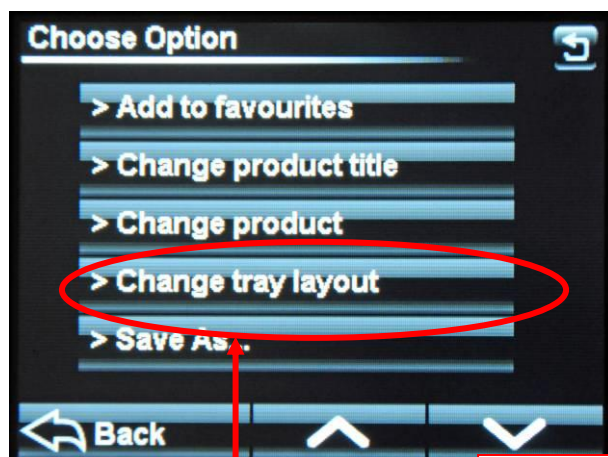 Choose Option
> Add to favourites
> Change product title
> Change product
> Change tray layout
> Save As...
Back